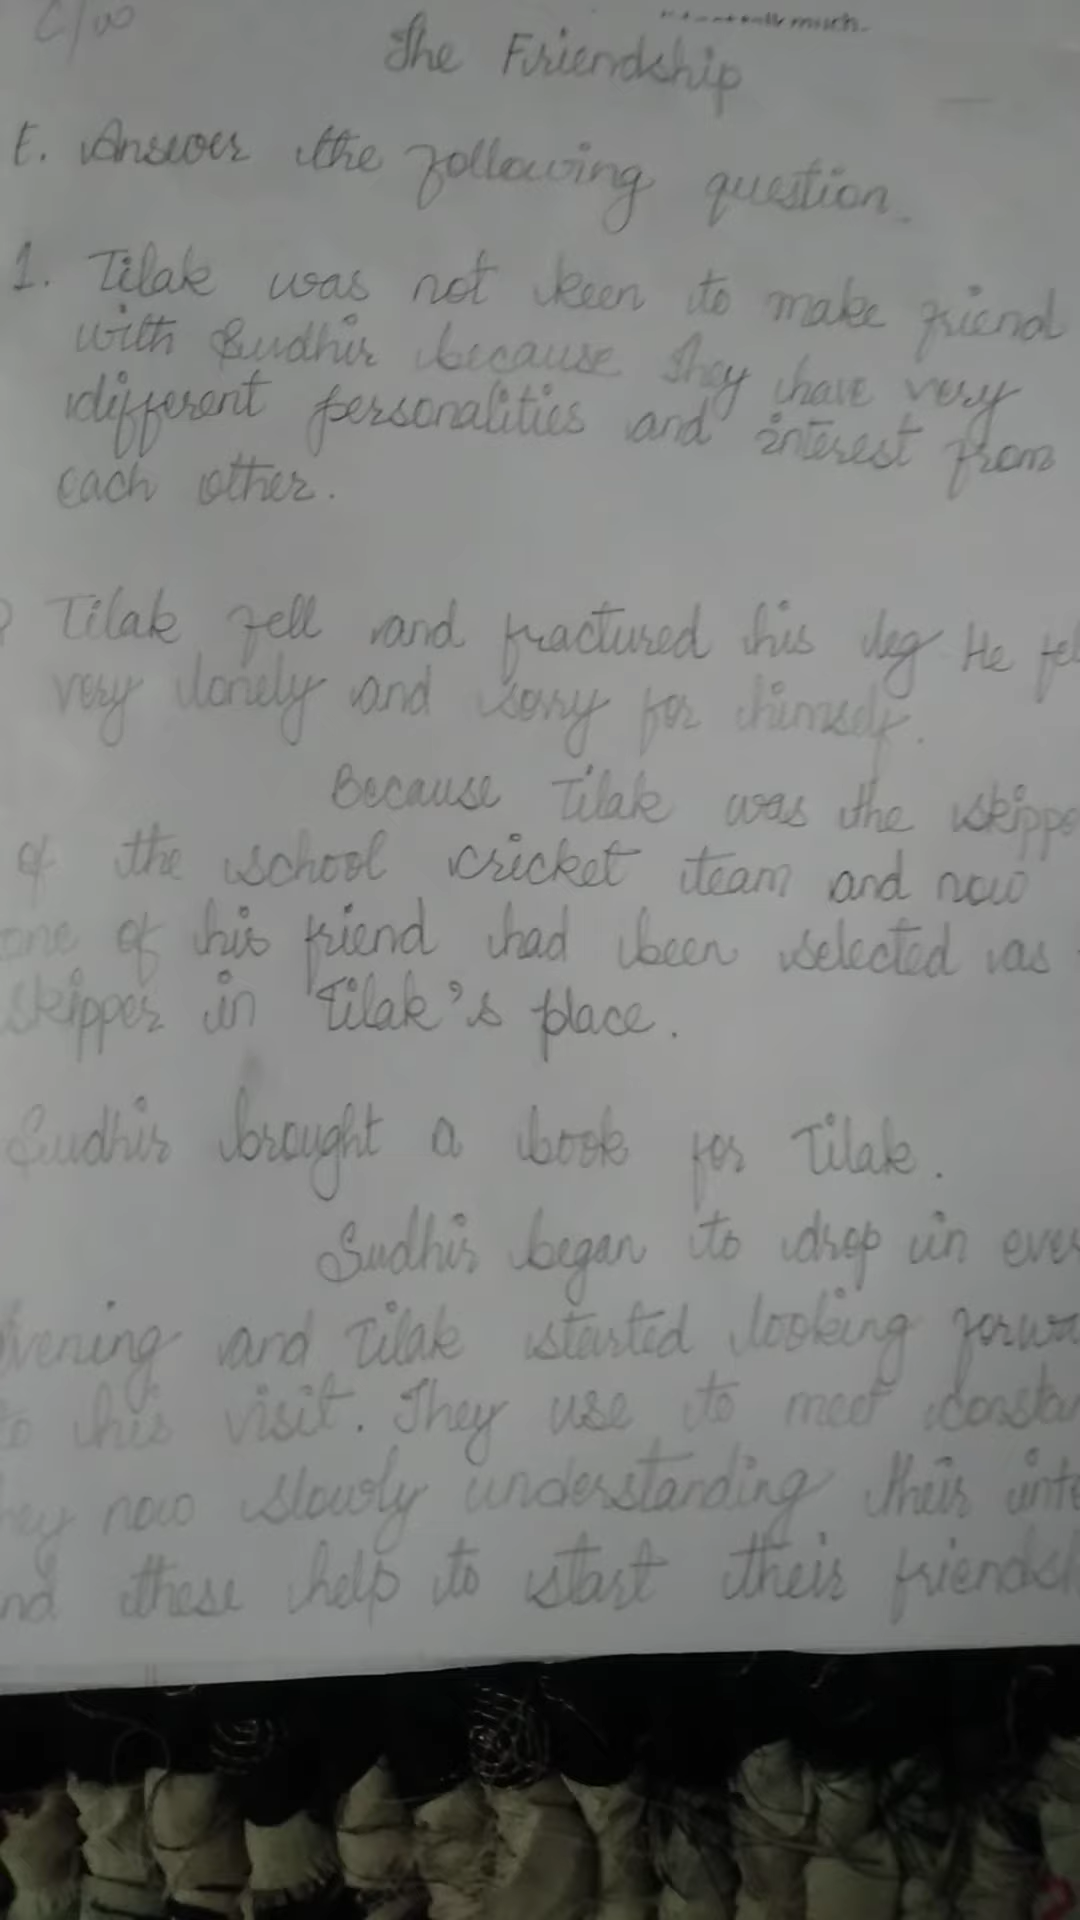 C/w
much.
The Friendship
E. Answer the following question.
1. Tilak was not keen to make friend
with Sudhir because they have very
different personalities and interest from
each other.
Tilak fell and fractured his leg He
very lonely and sorry for himself.
Because Tilak was the
of the school cricket team and now
one of his friend had been selected as
skipper in Tilak's place.
Sudhir brought a book for Tilak.
Sudhir began to drop in
and Tilak started looking
to his visit. They use to meet
now slowly understanding their
these help to start their